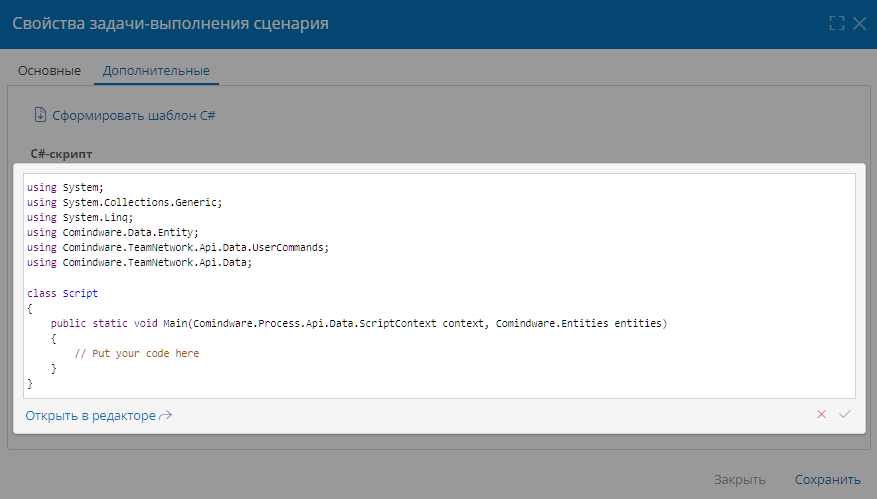 Свойства задачи-выполнения сценария
Основные Дополнительные
Сформировать шаблон C#
C#-скрипт
using System;
using System.Collections.Generic;
using System.Linq;
using Comindware.Data.Entity;
using Comindware.TeamNetwork.Api.Data.UserCommands;
using Comindware.TeamNetwork.Api.Data;
class Script
{
    public static void Main(Comindware.Process.Api.Data.ScriptContext context, Comindware.Entities entities)
    {
        // Put your code here
    }
}
Открыть в редакторе
Закрыть Сохранить